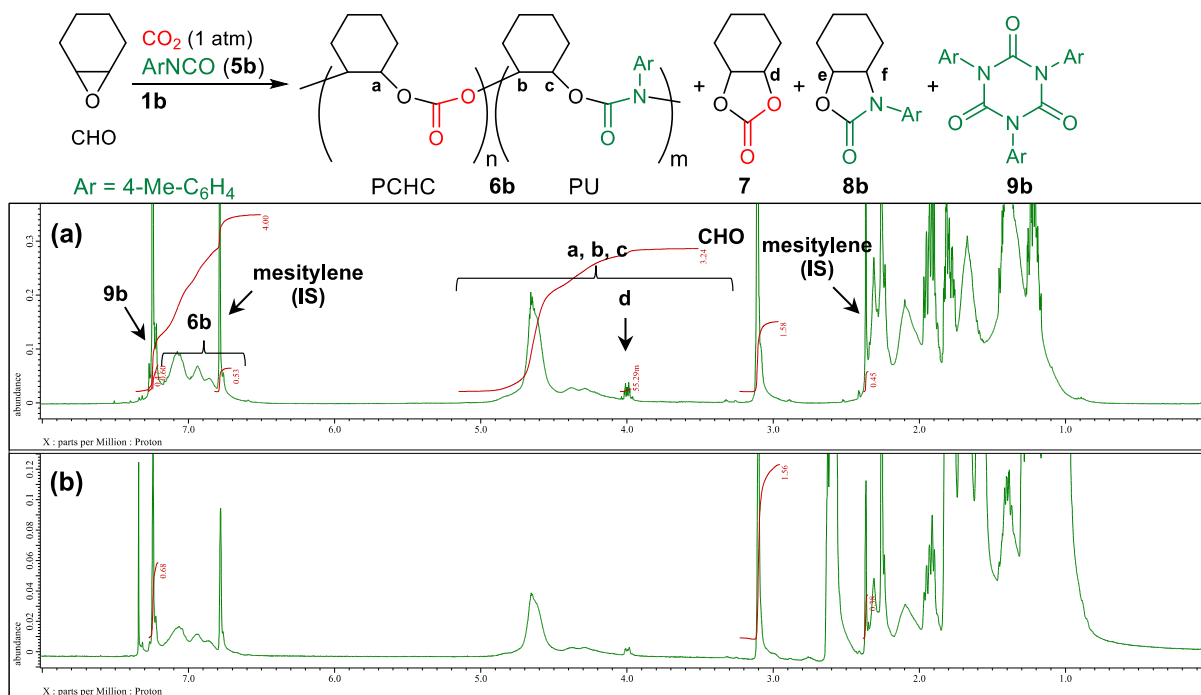 CO2 (1 atm)
ArNCO (5b)
1b
O
CHO
a
O
O
O
n
b
c
O
Ar
N
O
m
+
d
O
O
O
+
e
f
O
N
Ar
O
+
O
Ar
N
N
Ar
O
N
O
Ar
Ar = 4-Me-C6H4
PCHC
6b
PU
7
8b
9b
(a)
abundance
0 0.1 0.2 0.3
9b
6b
mesitylene
(IS)
4.00
0.60
0.53
a, b, c
d
CHO
3.24
55.29m
1.58
mesitylene
(IS)
0.45
7.0 6.0 5.0 4.0 3.0 2.0 1.0
X : parts per Million : Proton
(b)
abundance
0 0.02 0.04 0.06 0.08 0.1 0.12
0.68
1.56
0.38
7.0 6.0 5.0 4.0 3.0 2.0 1.0
X : parts per Million : Proton